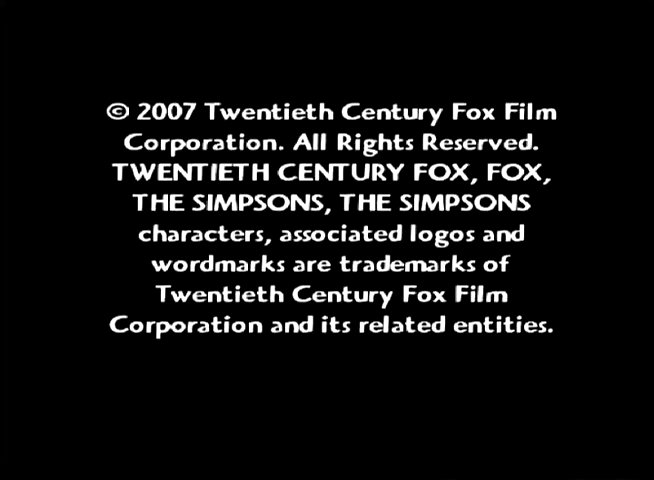 © 2007 Twentieth Century Fox Film
Corporation. All Rights Reserved.
TWENTIETH CENTURY FOX, FOX,
THE SIMPSONS, THE SIMPSONS
characters, associated logos and
wordmarks are trademarks of
Twentieth Century Fox Film
Corporation and its related entities.